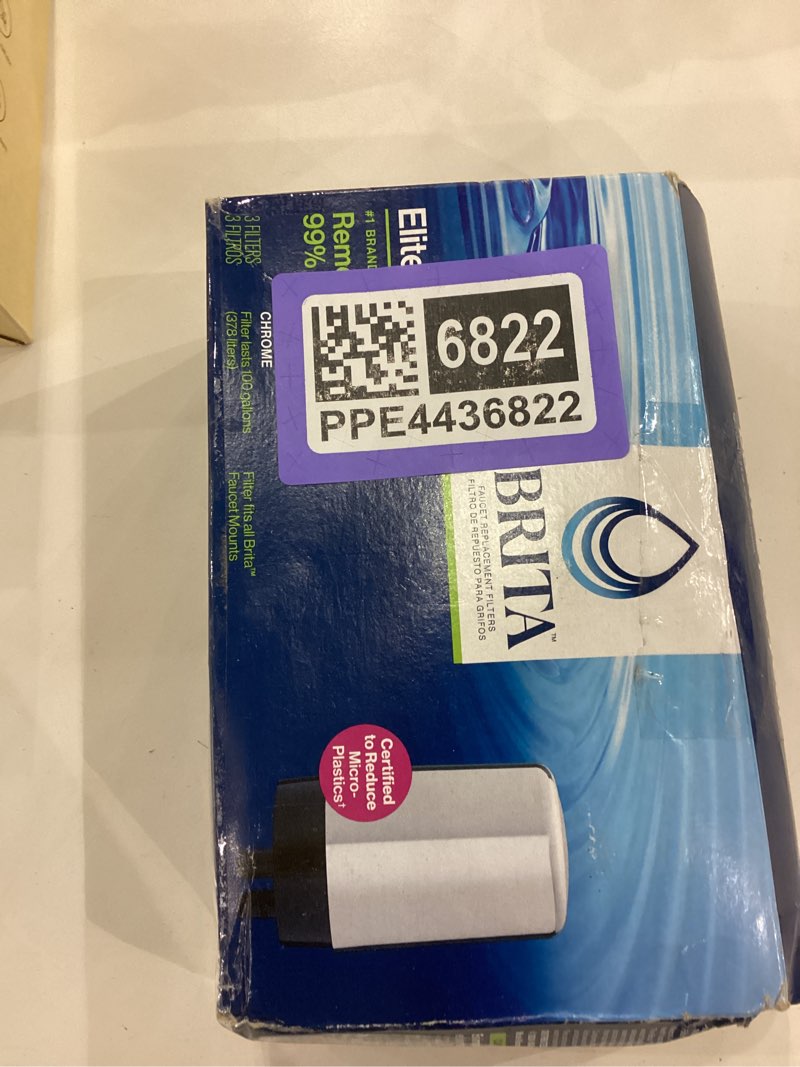 6822
PPE4436822
BRITA™
FAUCET REPLACEMENT FILTERS
FILTRO DE REPUESTO PARA GRIFOS
Elite
#1 BRAND
99%
CHROME
3 FILTERS
3 FILTROS
Filter lasts 100 gallons
(378 liters)
Filter fits all Brita™
Faucet Mounts
Certified
to Reduce
Micro-
Plastics†